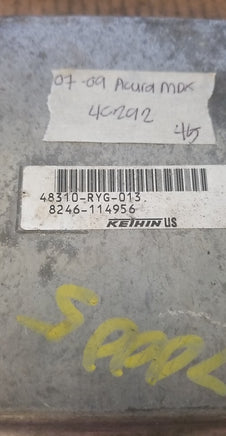 07-09 Acura MDX
40292
45
48310-RYG-013.
8246-114956
KEIHIN US